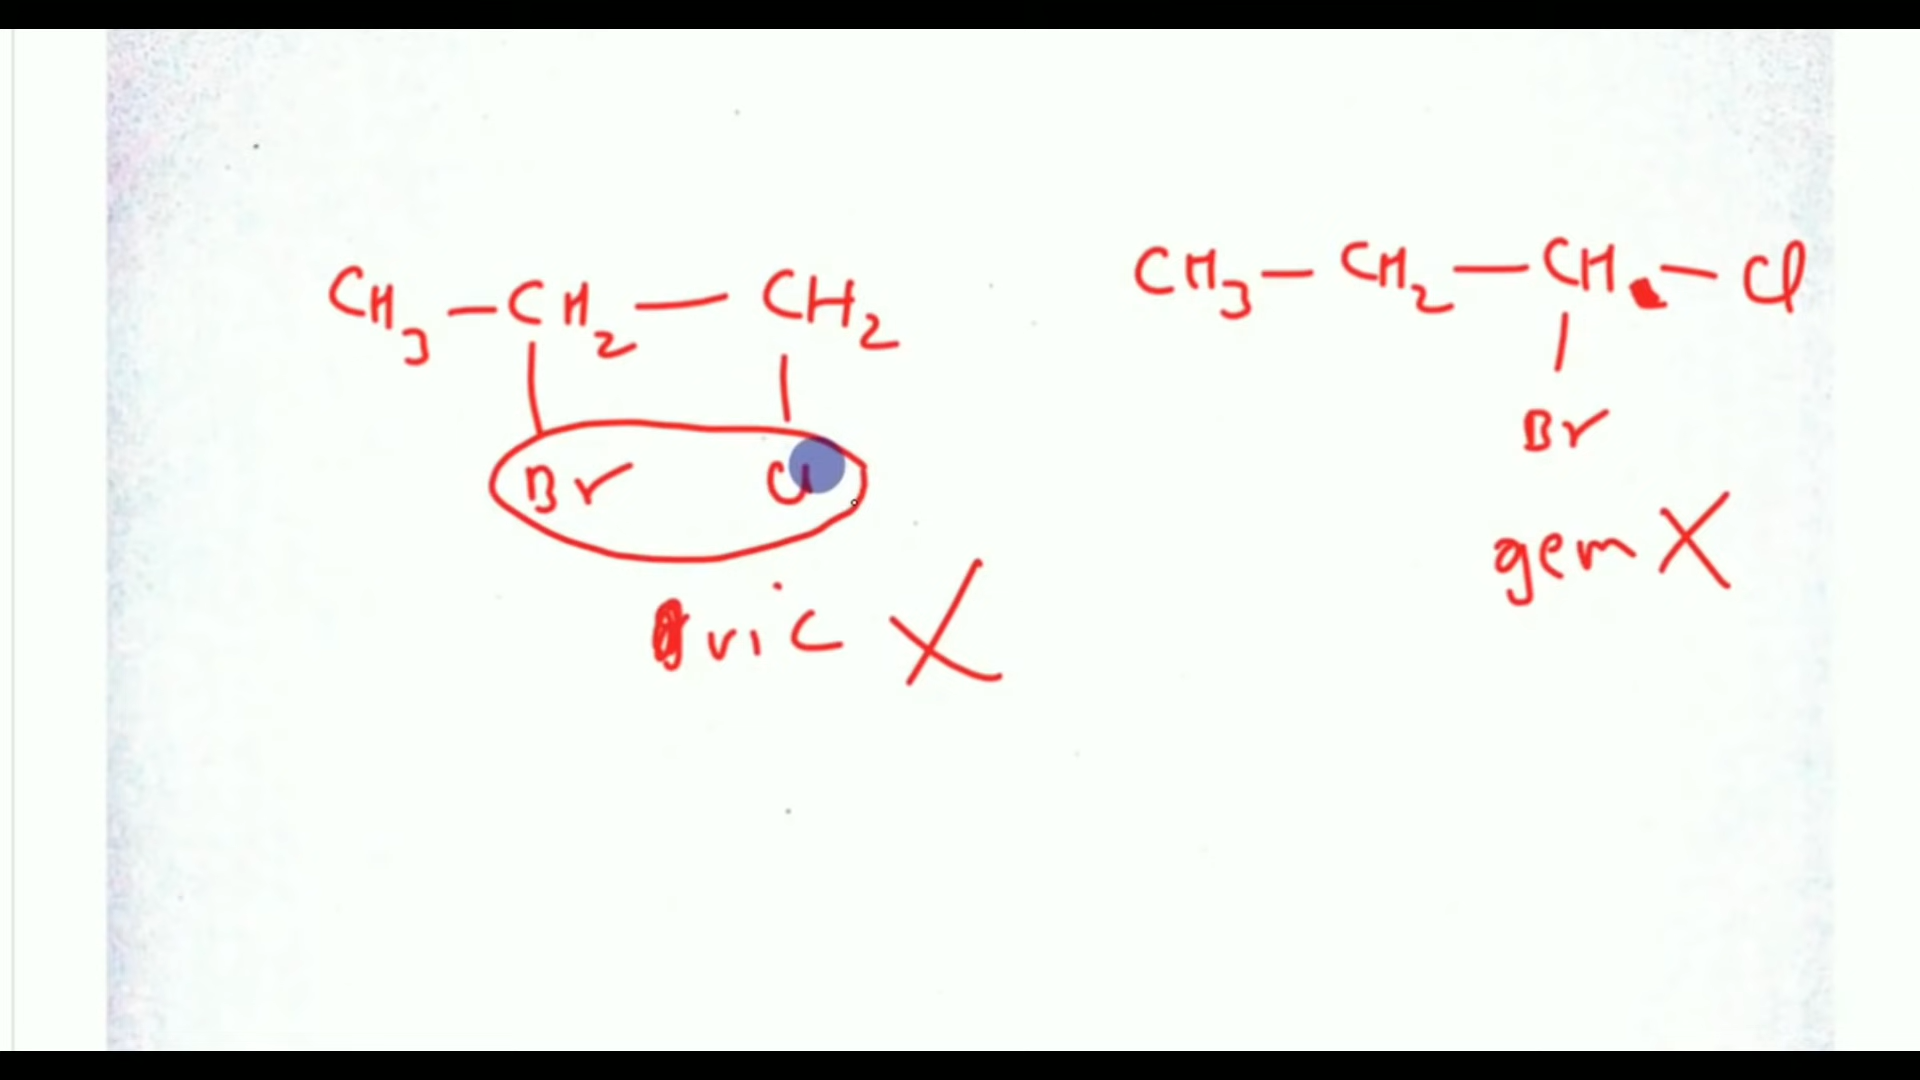 CH3 - CH2 - CH2
Br Cl
vic X
CH3 - CH2 - CH - Cl
Br
gem X